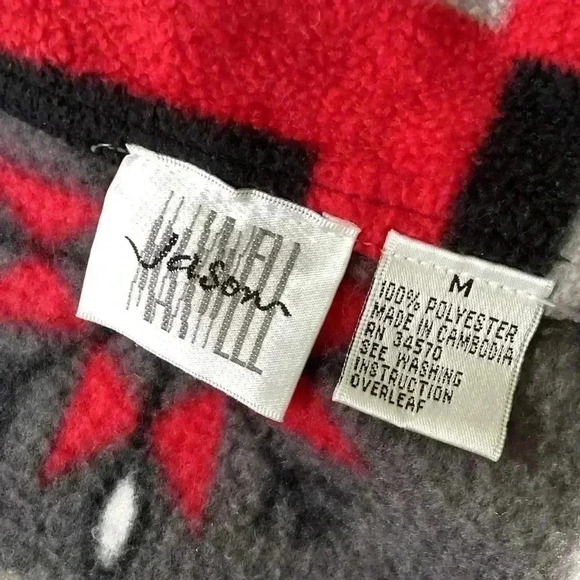 Jason
MAXWELL
M
100% POLYESTER
MADE IN CAMBODIA
RN 34570
SEE WASHING
INSTRUCTION
OVERLEAF